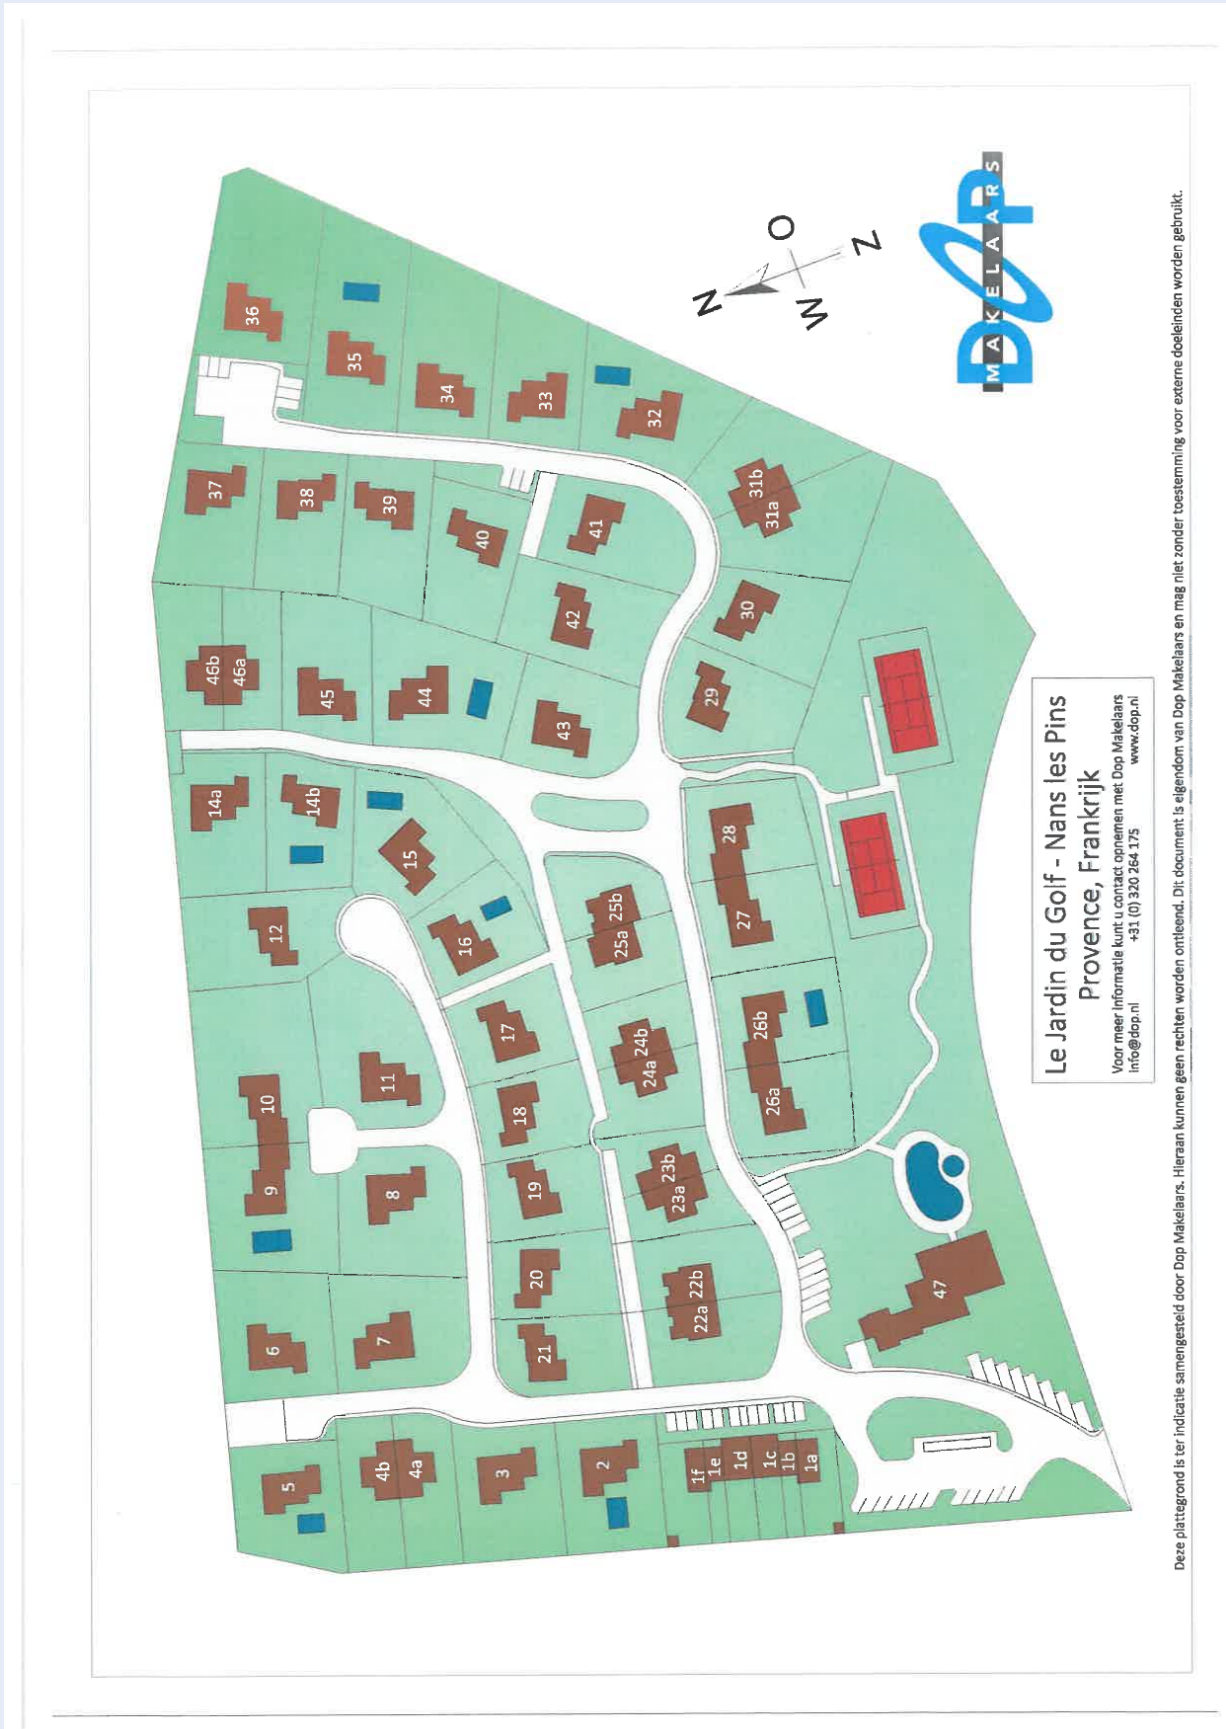 36
35
34
33
32
37
38
39
40
41
42
31b
31a
30
29
46b
46a
45
44
43
14a
14b
15
16
12
28
27
25b
25a
26b
26a
24b
24a
17
18
19
20
21
10
9
11
8
23b
23a
22b
22a
6
7
5
4b
4a
3
2
1f
1e
1d
1c
1b
1a
47
N
O
W
Z
DOP
MAKELAARS
Le Jardin du Golf - Nans les Pins
Provence, Frankrijk
Voor meer informatie kunt u contact opnemen met Dop Makelaars
info@dop.nl +31 (0) 320 264 175 www.dop.nl
Deze plattegrond is ter indicatie samengesteld door Dop Makelaars. Hieraan kunnen geen rechten worden ontleend. Dit document is eigendom van Dop Makelaars en mag niet zonder toestemming voor externe doeleinden worden gebruikt.